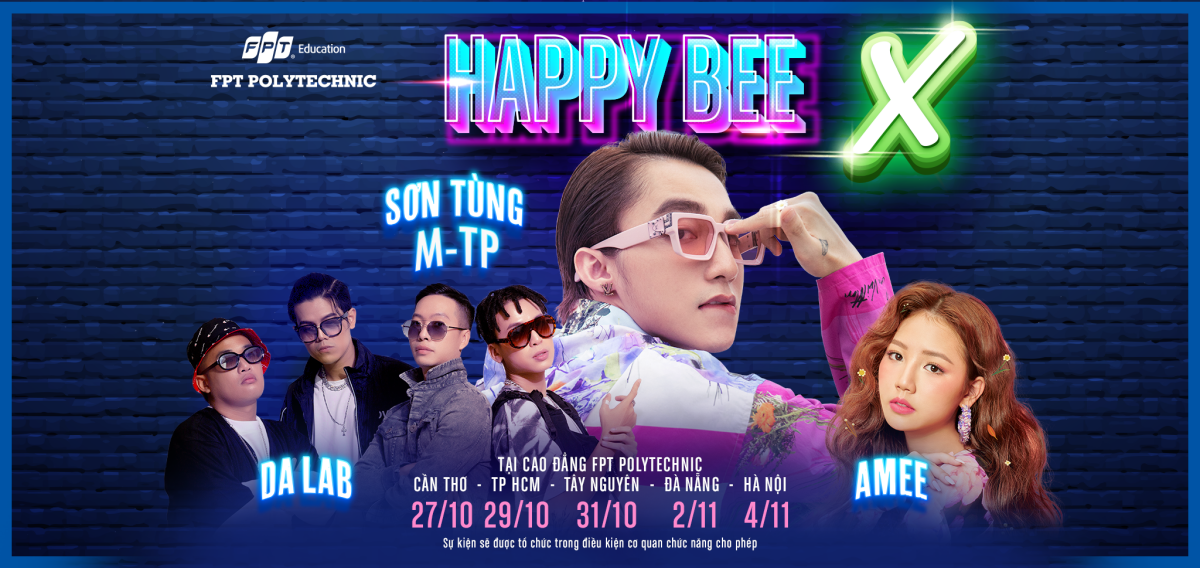 FPT Education
FPT POLYTECHNIC
HAPPY BEE X
SƠN TÙNG
M-TP
DA LAB
AMEE
TẠI CAO ĐẲNG FPT POLYTECHNIC
CẦN THƠ - TP HCM - TÂY NGUYÊN - ĐÀ NẴNG - HÀ NỘI
27/10 29/10 31/10 2/11 4/11
Sự kiện sẽ được tổ chức trong điều kiện cơ quan chức năng cho phép